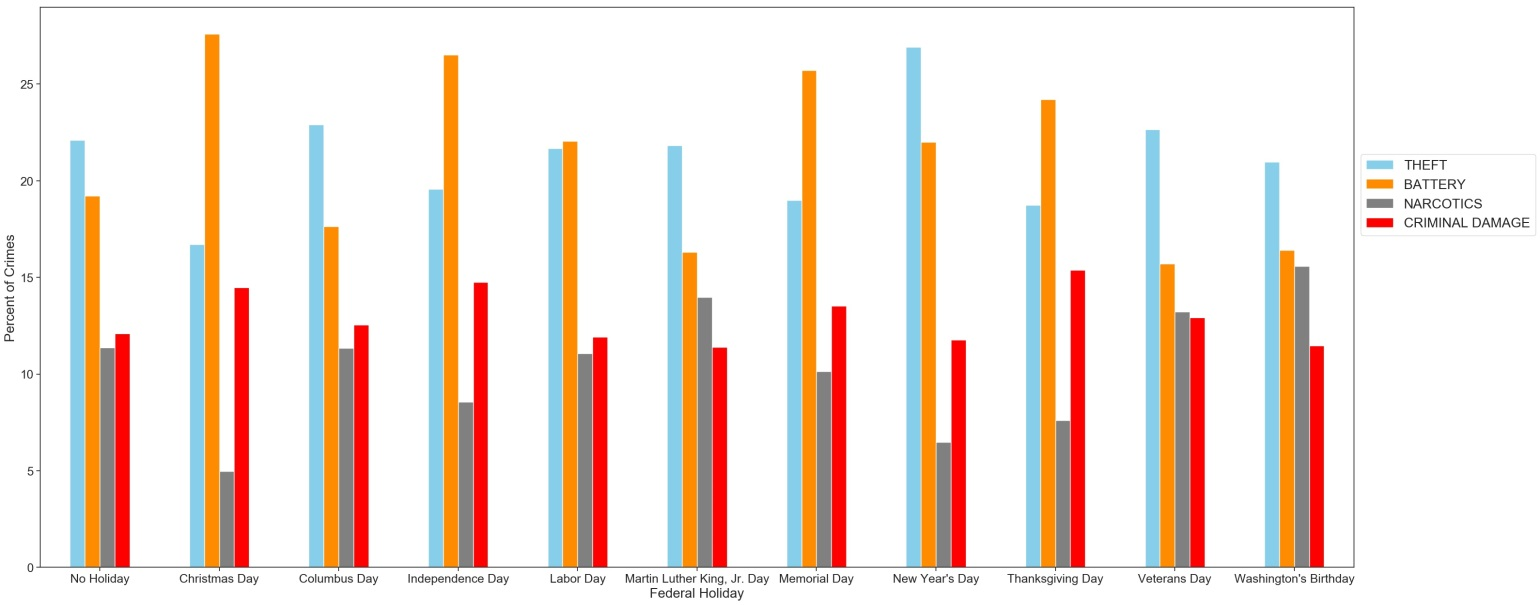 Percent of Crimes
25
20
15
10
5
0
No Holiday
Christmas Day
Columbus Day
Independence Day
Labor Day
Martin Luther King, Jr. Day
Memorial Day
New Year's Day
Thanksgiving Day
Veterans Day
Washington's Birthday
Federal Holiday
THEFT
BATTERY
NARCOTICS
CRIMINAL DAMAGE